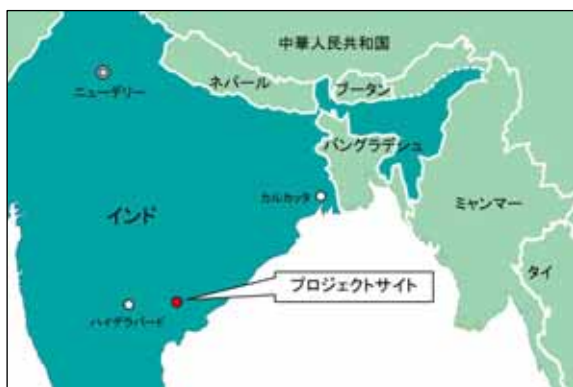 中華人民共和国
ネパール
ブータン
ニューデリー
バングラデシュ
カルカッタ
インド
ミャンマー
タイ
プロジェクトサイト
ハイデラバード